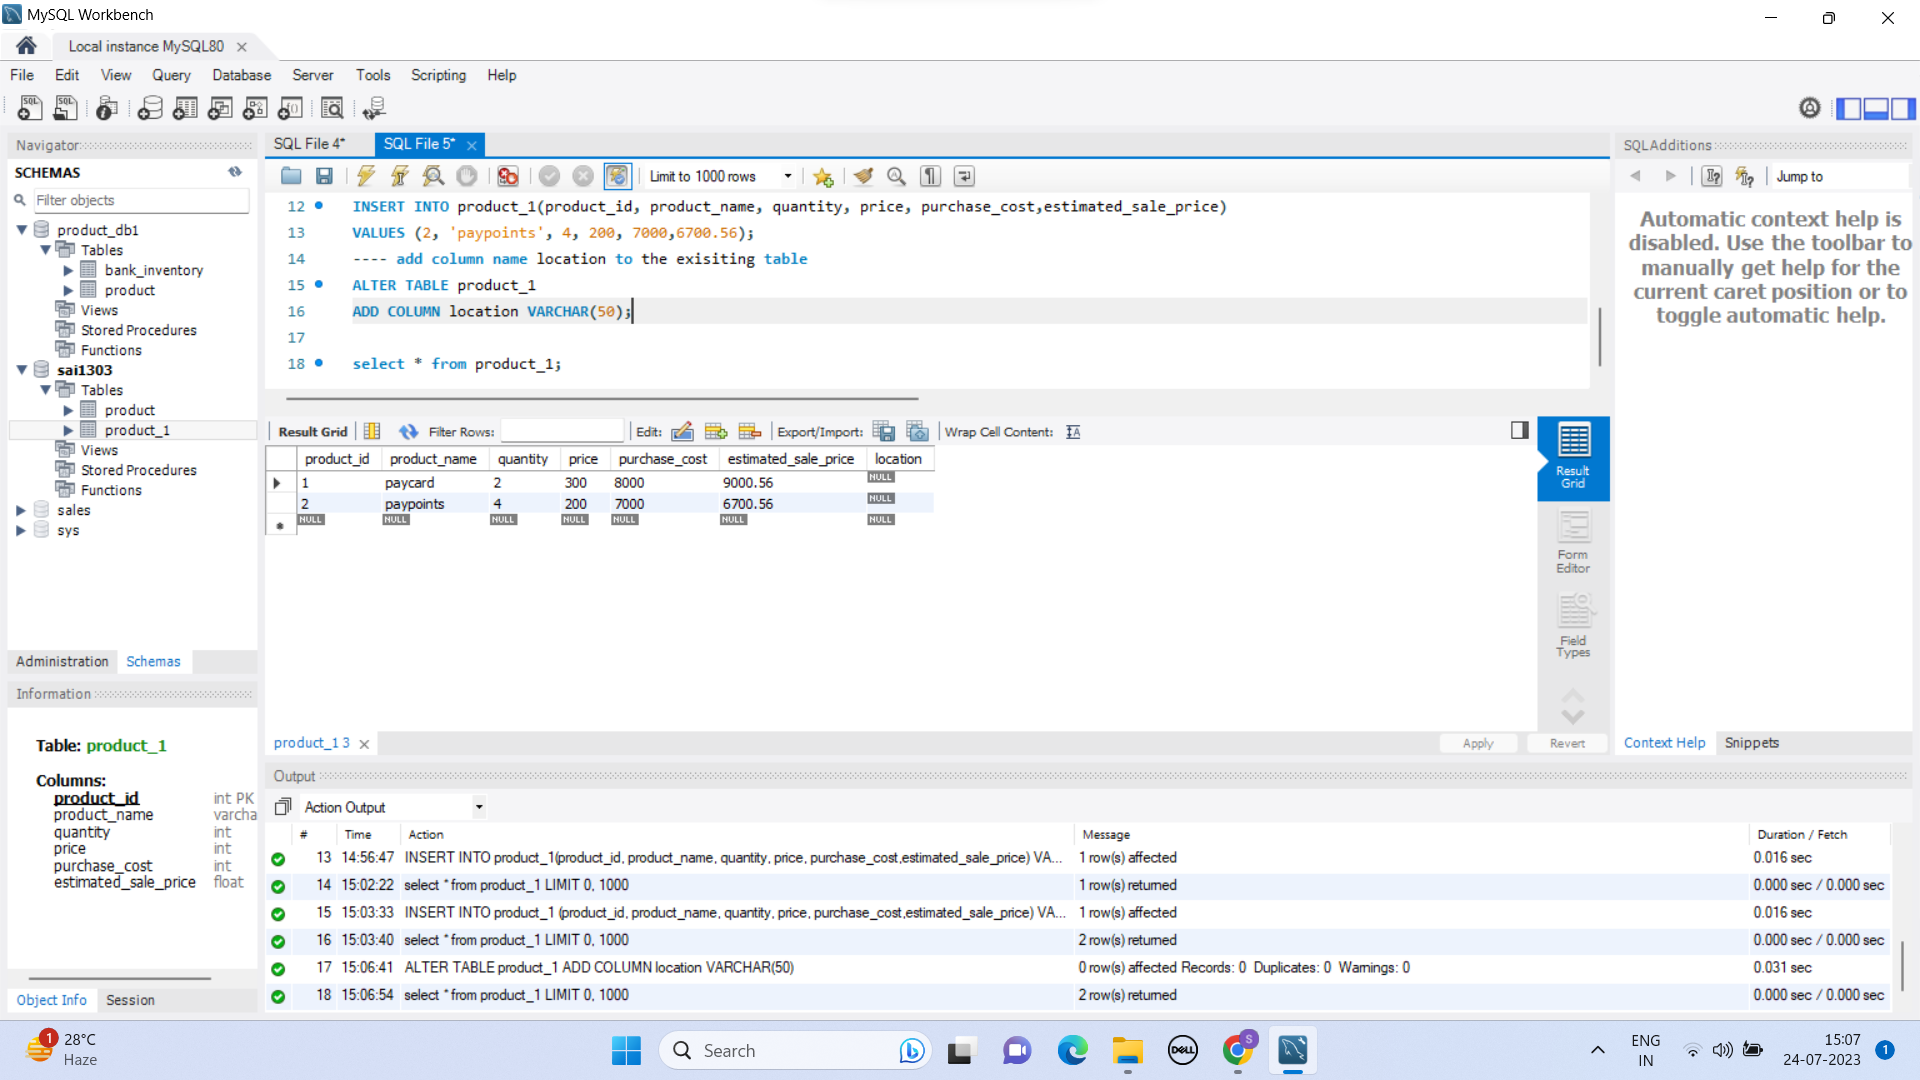 MySQL Workbench
Local instance MySQL80
File Edit View Query Database Server Tools Scripting Help
Navigator
SCHEMAS
Filter objects
product_db1
Tables
bank_inventory
product
Views
Stored Procedures
Functions
sai1303
Tables
product
product_1
Views
Stored Procedures
Functions
sales
sys
Administration Schemas
Information
Table: product_1
Columns:
product_id int PK
product_name varcha
quantity int
price int
purchase_cost int
estimated_sale_price float
Object Info Session
SQL File 4* SQL File 5*
Limit to 1000 rows
12 INSERT INTO product_1(product_id, product_name, quantity, price, purchase_cost,estimated_sale_price)
13 VALUES (2, 'paypoints', 4, 200, 7000,6700.56);
14 ---- add column name location to the exisiting table
15 ALTER TABLE product_1
16 ADD COLUMN location VARCHAR(50);
17
18 select * from product_1;
Result Grid Filter Rows: Edit: Export/Import: Wrap Cell Content:
product_id product_name quantity price purchase_cost estimated_sale_price location
1 paycard 2 300 8000 9000.56 NULL
2 paypoints 4 200 7000 6700.56 NULL
NULL NULL NULL NULL NULL NULL NULL
Result
Grid
Form
Editor
Field
Types
product_1 3
Apply Revert
SQLAdditions
Jump to
Automatic context help is
disabled. Use the toolbar to
manually get help for the
current caret position or to
toggle automatic help.
Context Help Snippets
Output
Action Output
# Time Action Message Duration / Fetch
13 14:56:47 INSERT INTO product_1(product_id, product_name, quantity, price, purchase_cost,estimated_sale_price) VA... 1 row(s) affected 0.016 sec
14 15:02:22 select * from product_1 LIMIT 0, 1000 1 row(s) returned 0.000 sec / 0.000 sec
15 15:03:33 INSERT INTO product_1 (product_id, product_name, quantity, price, purchase_cost,estimated_sale_price) VA... 1 row(s) affected 0.016 sec
16 15:03:40 select * from product_1 LIMIT 0, 1000 2 row(s) returned 0.000 sec / 0.000 sec
17 15:06:41 ALTER TABLE product_1 ADD COLUMN location VARCHAR(50) 0 row(s) affected Records: 0 Duplicates: 0 Warnings: 0 0.031 sec
18 15:06:54 select * from product_1 LIMIT 0, 1000 2 row(s) returned 0.000 sec / 0.000 sec
1 28°C
Haze
Search
DELL
S
ENG
IN
15:07
24-07-2023
1